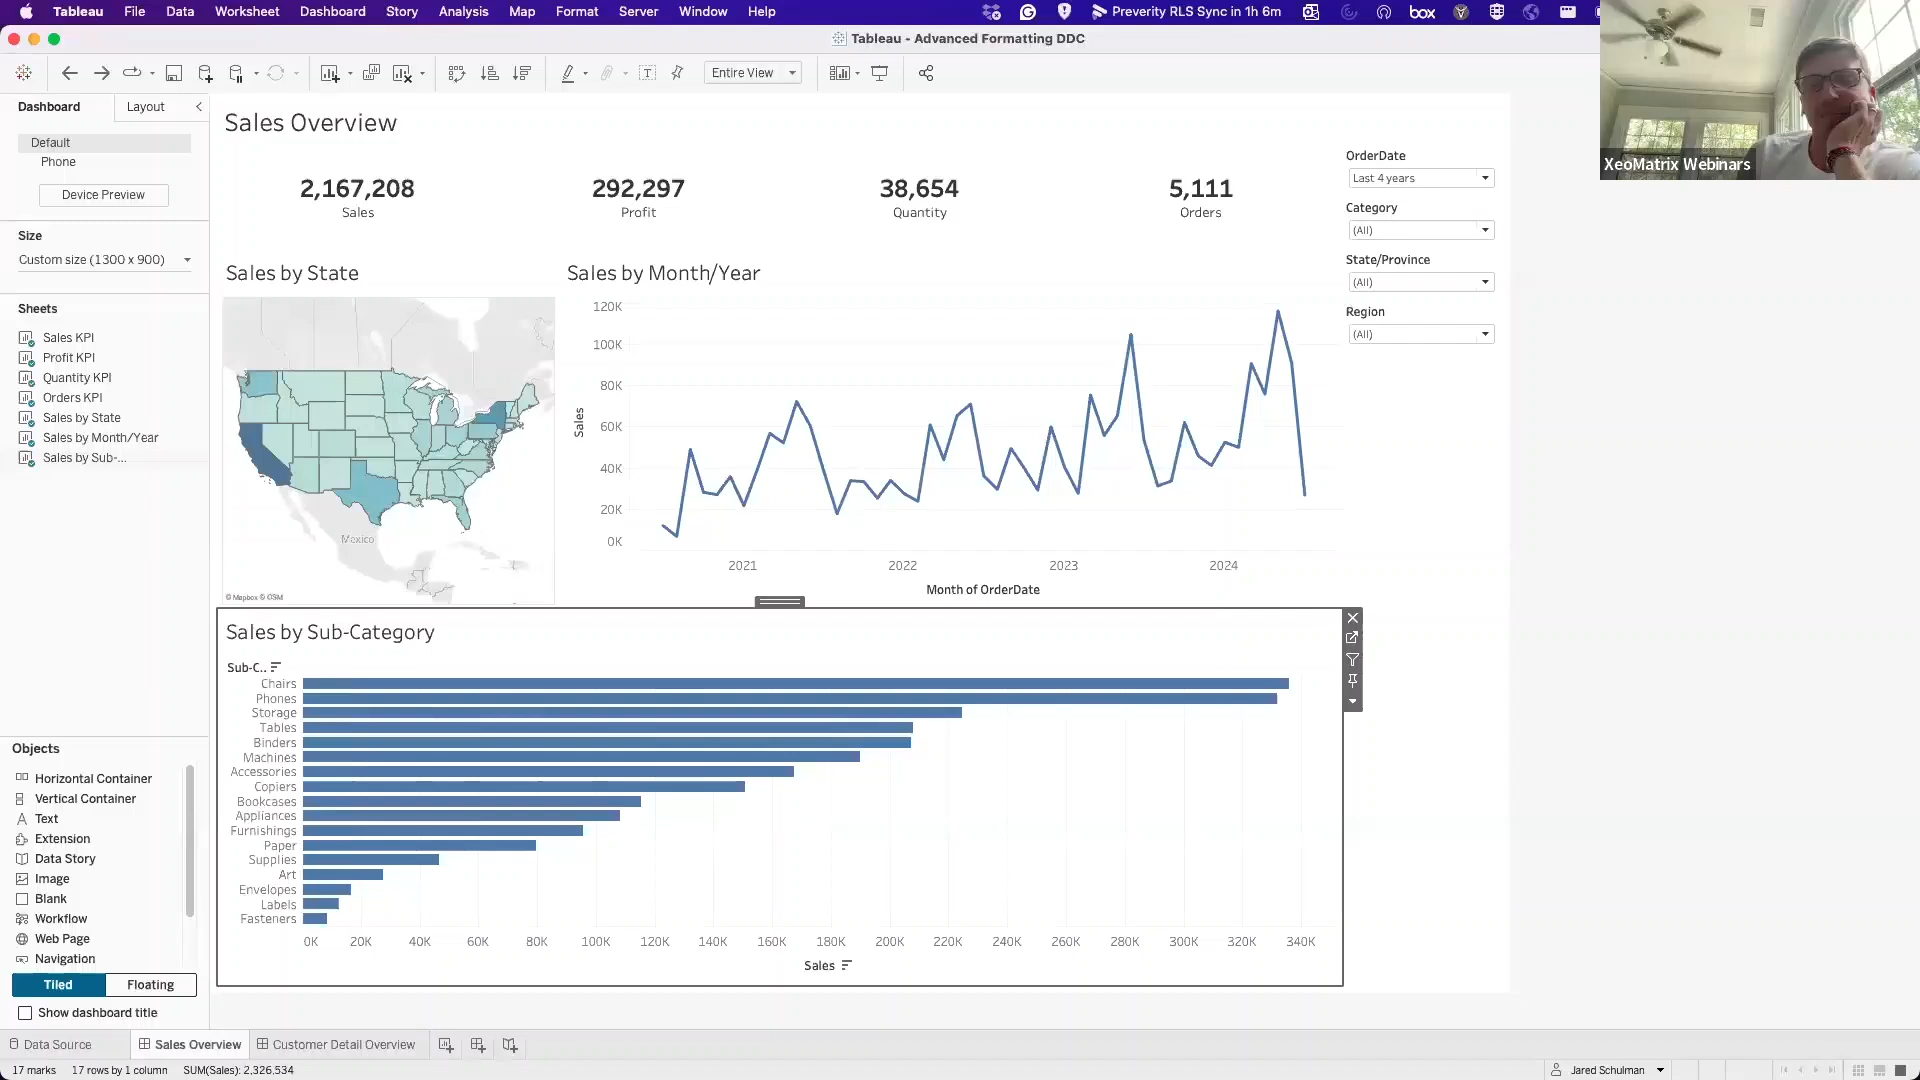 Tableau File Data Worksheet Dashboard Story Analysis Map Format Server Window Help
Preverity RLS Sync in 1h 6m
box
Tableau - Advanced Formatting DDC
Entire View
Dashboard
Layout
Default
Phone
Device Preview
Size
Custom size (1300 x 900)
Sheets
Sales KPI
Profit KPI
Quantity KPI
Orders KPI
Sales by State
Sales by Month/Year
Sales by Sub-...
Objects
Horizontal Container
Vertical Container
Text
Extension
Data Story
Image
Blank
Workflow
Web Page
Navigation
Tiled
Floating
Show dashboard title
Sales Overview
2,167,208
Sales
292,297
Profit
38,654
Quantity
5,111
Orders
OrderDate
Last 4 years
Category
(All)
State/Province
(All)
Region
(All)
Sales by State
Mexico
© Mapbox © OSM
Sales by Month/Year
120K
100K
80K
60K
40K
20K
0K
Sales
2021 2022 2023 2024
Month of OrderDate
Sales by Sub-Category
Sub-C..
Chairs
Phones
Storage
Tables
Binders
Machines
Accessories
Copiers
Bookcases
Appliances
Furnishings
Paper
Supplies
Art
Envelopes
Labels
Fasteners
0K 20K 40K 60K 80K 100K 120K 140K 160K 180K 200K 220K 240K 260K 280K 300K 320K 340K
Sales
XeoMatrix Webinars
Data Source
Sales Overview
Customer Detail Overview
17 marks 17 rows by 1 column SUM(Sales): 2,326,534
Jared Schulman